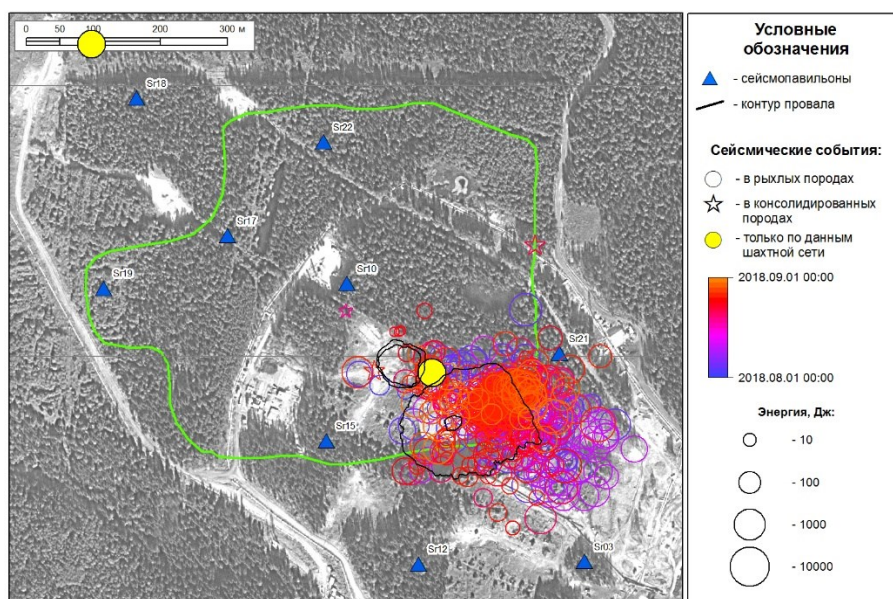 0 50 100 200 300 м
Sr18
Sr22
Sr17
Sr19
Sr10
Sr21
Sr15
Sr12
Sr03
Условные
обозначения
- сейсмопавильоны
- контур провала
Сейсмические события:
- в рыхлых породах
- в консолидированных
породах
- только по данным
шахтной сети
2018.09.01 00:00
2018.08.01 00:00
Энергия, Дж:
- 10
- 100
- 1000
- 10000